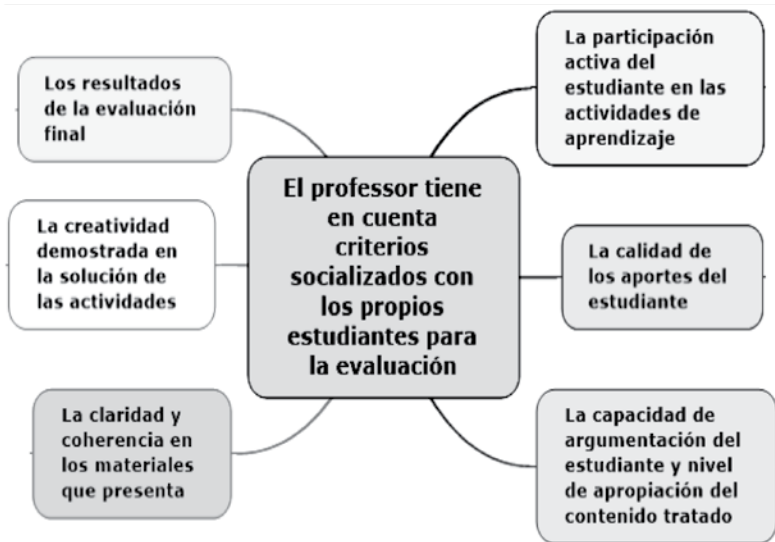 Los resultados
de la evaluación
final
La creatividad
demostrada en
la solución de
las actividades
La claridad y
coherencia en
los materiales
que presenta
El professor tiene
en cuenta
criterios
socializados con
los propios
estudiantes para
la evaluación
La participación
activa del
estudiante en las
actividades de
aprendizaje
La calidad de
los aportes del
estudiante
La capacidad de
argumentación del
estudiante y nivel
de apropiación del
contenido tratado